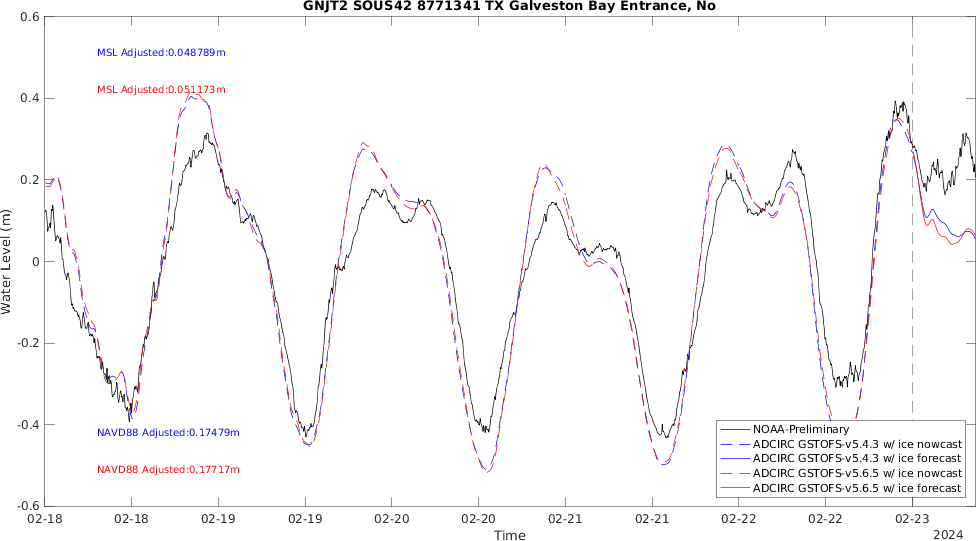 GNJT2 SOUS42 8771341 TX Galveston Bay Entrance, No
0.6
0.4
0.2
0
-0.2
-0.4
-0.6
Water Level (m)
MSL Adjusted:0.048789m
MSL Adjusted:0.051173m
NAVD88 Adjusted:0.17479m
NAVD88 Adjusted:0.17717m
NOAA-Preliminary
ADCIRC GSTOFS-v5.4.3 w/ ice nowcast
ADCIRC GSTOFS-v5.4.3 w/ ice forecast
ADCIRC GSTOFS-v5.6.5 w/ ice nowcast
ADCIRC GSTOFS-v5.6.5 w/ ice forecast
02-18 02-18 02-19 02-19 02-20 02-20 02-21 02-21 02-22 02-22 02-23
Time
2024